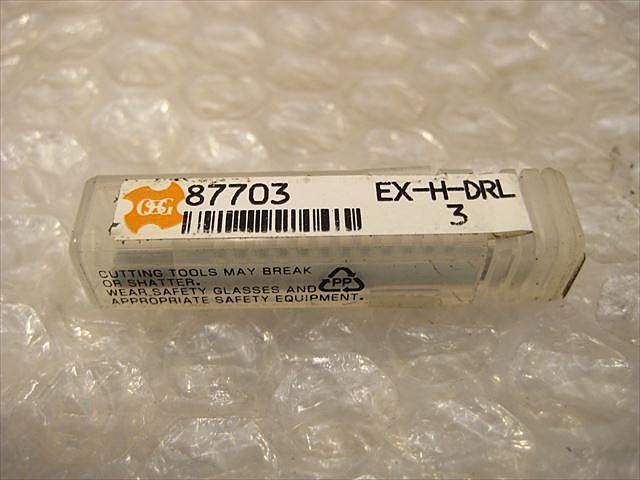 OSG 87703 EX-H-DRL
3
CUTTING TOOLS MAY BREAK
OR SHATTER.
WEAR SAFETY GLASSES AND
APPROPRIATE SAFETY EQUIPMENT.
PP